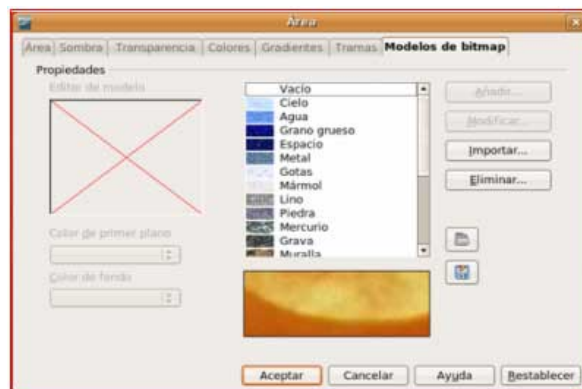 Área
Área Sombra Transparencia Colores Gradientes Tramas Modelos de bitmap
Propiedades
Editor de modelo
Vacío
Cielo
Agua
Grano grueso
Espacio
Metal
Gotas
Mármol
Lino
Piedra
Mercurio
Grava
Muralla
Color de primer plano
Color de fondo
Añadir...
Modificar...
Importar...
Eliminar...
Aceptar Cancelar Ayuda Restablecer